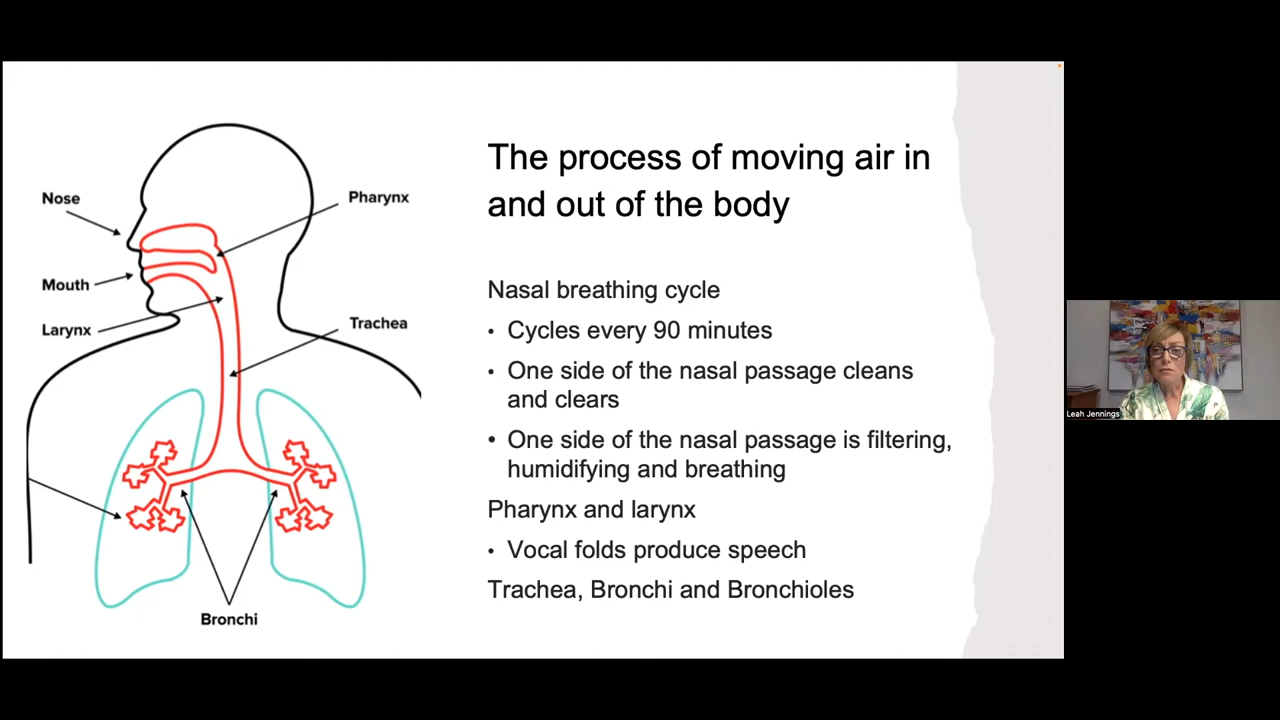 The process of moving air in
and out of the body
Nose
Pharynx
Mouth
Larynx
Trachea
Bronchi
Nasal breathing cycle
• Cycles every 90 minutes
• One side of the nasal passage cleans
and clears
• One side of the nasal passage is filtering,
humidifying and breathing
Pharynx and larynx
• Vocal folds produce speech
Trachea, Bronchi and Bronchioles
Leah Jennings